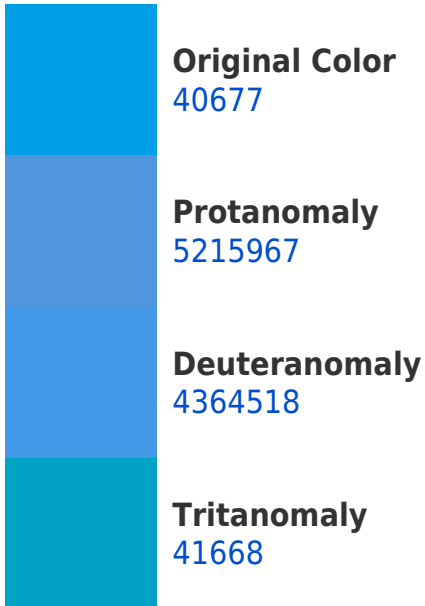 Original Color
40677
Protanomaly
5215967
Deuteranomaly
4364518
Tritanomaly
41668